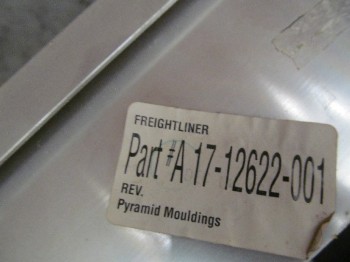 FREIGHTLINER
Part #A 17-12622-001
REV.
Pyramid Mouldings